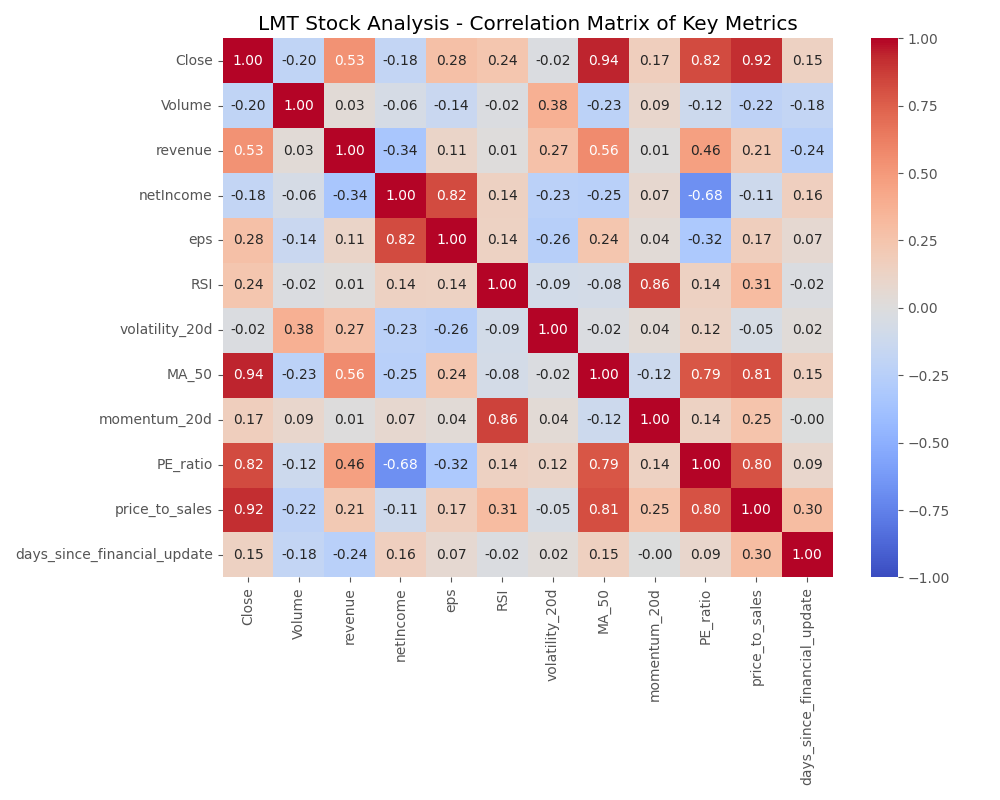 LMT Stock Analysis - Correlation Matrix of Key Metrics
Close 1.00 -0.20 0.53 -0.18 0.28 0.24 -0.02 0.94 0.17 0.82 0.92 0.15
Volume -0.20 1.00 0.03 -0.06 -0.14 -0.02 0.38 -0.23 0.09 -0.12 -0.22 -0.18
revenue 0.53 0.03 1.00 -0.34 0.11 0.01 0.27 0.56 0.01 0.46 0.21 -0.24
netIncome -0.18 -0.06 -0.34 1.00 0.82 0.14 -0.23 -0.25 0.07 -0.68 -0.11 0.16
eps 0.28 -0.14 0.11 0.82 1.00 0.14 -0.26 0.24 0.04 -0.32 0.17 0.07
RSI 0.24 -0.02 0.01 0.14 0.14 1.00 -0.09 -0.08 0.86 0.14 0.31 -0.02
volatility_20d -0.02 0.38 0.27 -0.23 -0.26 -0.09 1.00 -0.02 0.04 0.12 -0.05 0.02
MA_50 0.94 -0.23 0.56 -0.25 0.24 -0.08 -0.02 1.00 -0.12 0.79 0.81 0.15
momentum_20d 0.17 0.09 0.01 0.07 0.04 0.86 0.04 -0.12 1.00 0.14 0.25 -0.00
PE_ratio 0.82 -0.12 0.46 -0.68 -0.32 0.14 0.12 0.79 0.14 1.00 0.80 0.09
price_to_sales 0.92 -0.22 0.21 -0.11 0.17 0.31 -0.05 0.81 0.25 0.80 1.00 0.30
days_since_financial_update 0.15 -0.18 -0.24 0.16 0.07 -0.02 0.02 0.15 -0.00 0.09 0.30 1.00
Close
Volume
revenue
netIncome
eps
RSI
volatility_20d
MA_50
momentum_20d
PE_ratio
price_to_sales
days_since_financial_update
1.00
0.75
0.50
0.25
0.00
−0.25
−0.50
−0.75
−1.00